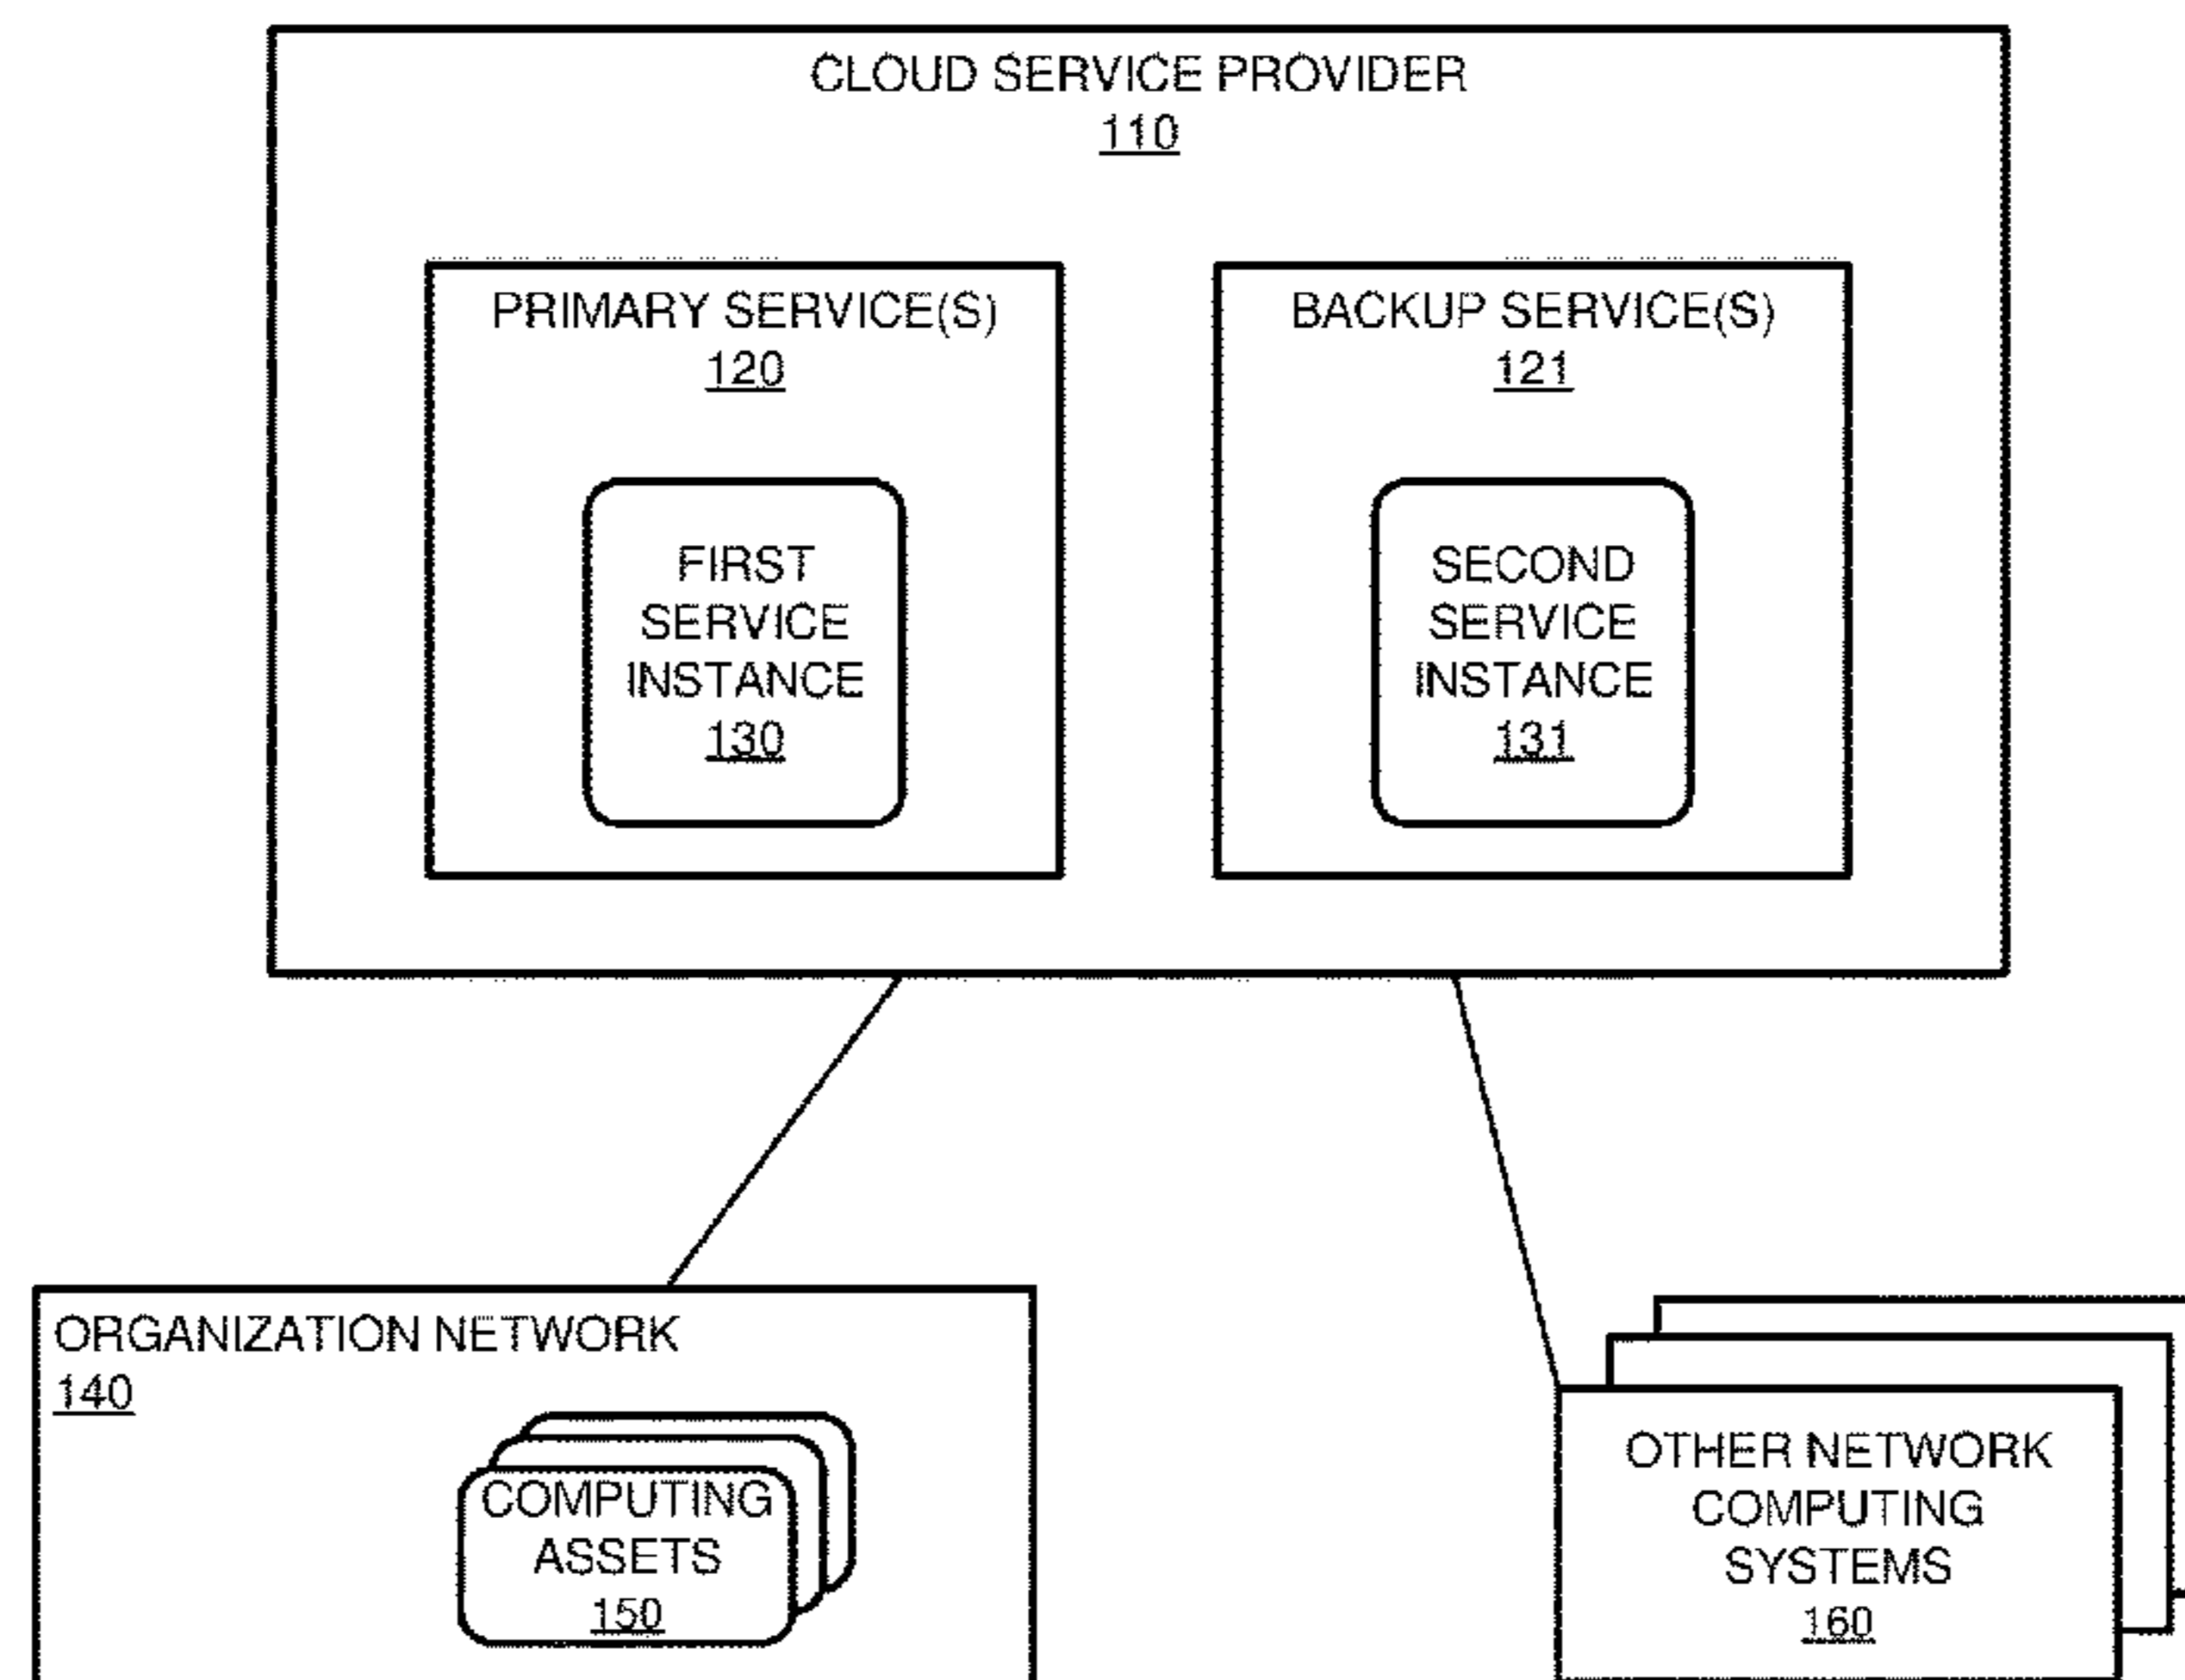 CLOUD SERVICE PROVIDER
110
PRIMARY SERVICE(S)
120
FIRST
SERVICE
INSTANCE
130
BACKUP SERVICE(S)
121
SECOND
SERVICE
INSTANCE
131
ORGANIZATION NETWORK
140
COMPUTING
ASSETS
150
OTHER NETWORK
COMPUTING
SYSTEMS
160